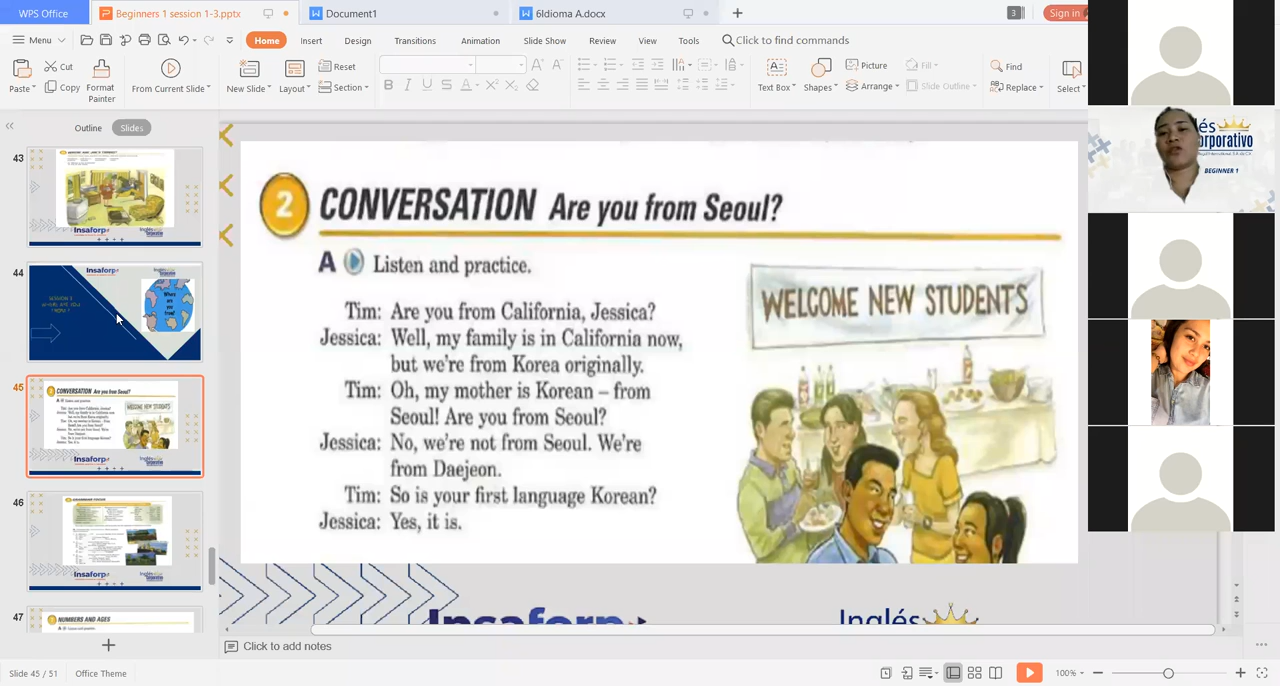 WPS Office
Beginners 1 session 1-3.pptx
Document1
6Idioma A.docx
3
Sign in
Menu
Home
Insert
Design
Transitions
Animation
Slide Show
Review
View
Tools
Click to find commands
Paste
Cut
Copy
Format Painter
From Current Slide
New Slide
Layout
Reset
Section
Text Box
Shapes
Picture
Arrange
Fill
Slide Outline
Find
Replace
Select
Outline
Slides
43
44
45
46
47
2 CONVERSATION Are you from Seoul?
A Listen and practice.
Tim: Are you from California, Jessica?
Jessica: Well, my family is in California now,
but we're from Korea originally.
Tim: Oh, my mother is Korean – from
Seoul! Are you from Seoul?
Jessica: No, we're not from Seoul. We're
from Daejeon.
Tim: So is your first language Korean?
Jessica: Yes, it is.
WELCOME NEW STUDENTS
Insaforp
Inglés
Click to add notes
Slide 45 / 51
Office Theme
100%
BEGINNER 1